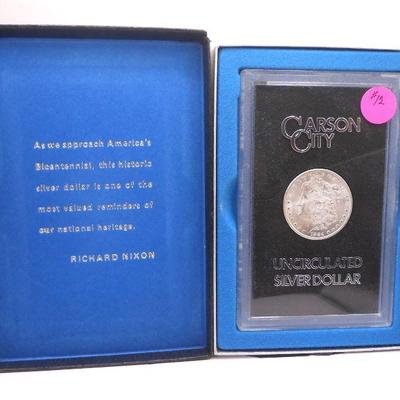 As we approach America's
Bicentennial, this historic
silver dollar is one of the
most valued reminders of
our national heritage.
RICHARD NIXON
#12
CARSON
CITY
UNCIRCULATED
SILVER DOLLAR